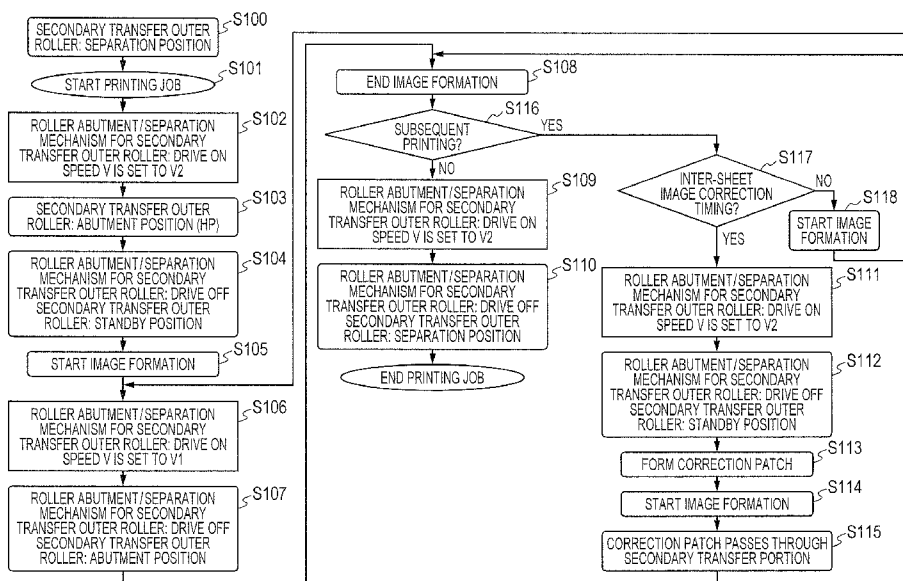 S100
SECONDARY TRANSFER OUTER
ROLLER: SEPARATION POSITION
S101
START PRINTING JOB
S102
ROLLER ABUTMENT/SEPARATION
MECHANISM FOR SECONDARY
TRANSFER OUTER ROLLER: DRIVE ON
SPEED V IS SET TO V2
S103
SECONDARY TRANSFER OUTER
ROLLER: ABUTMENT POSITION (HP)
S104
ROLLER ABUTMENT/SEPARATION
MECHANISM FOR SECONDARY
TRANSFER OUTER ROLLER: DRIVE OFF
SECONDARY TRANSFER OUTER
ROLLER: STANDBY POSITION
S105
START IMAGE FORMATION
S106
ROLLER ABUTMENT/SEPARATION
MECHANISM FOR SECONDARY
TRANSFER OUTER ROLLER: DRIVE ON
SPEED V IS SET TO V1
S107
ROLLER ABUTMENT/SEPARATION
MECHANISM FOR SECONDARY
TRANSFER OUTER ROLLER: DRIVE OFF
SECONDARY TRANSFER OUTER
ROLLER: ABUTMENT POSITION
S108
END IMAGE FORMATION
S116
SUBSEQUENT
PRINTING?
YES
NO
S109
ROLLER ABUTMENT/SEPARATION
MECHANISM FOR SECONDARY
TRANSFER OUTER ROLLER: DRIVE ON
SPEED V IS SET TO V2
S110
ROLLER ABUTMENT/SEPARATION
MECHANISM FOR SECONDARY
TRANSFER OUTER ROLLER: DRIVE OFF
SECONDARY TRANSFER OUTER
ROLLER: SEPARATION POSITION
END PRINTING JOB
S117
INTER-SHEET
IMAGE CORRECTION
TIMING?
NO
YES
S118
START IMAGE
FORMATION
S111
ROLLER ABUTMENT/SEPARATION
MECHANISM FOR SECONDARY
TRANSFER OUTER ROLLER: DRIVE ON
SPEED V IS SET TO V2
S112
ROLLER ABUTMENT/SEPARATION
MECHANISM FOR SECONDARY
TRANSFER OUTER ROLLER: DRIVE OFF
SECONDARY TRANSFER OUTER
ROLLER: STANDBY POSITION
S113
FORM CORRECTION PATCH
S114
START IMAGE FORMATION
S115
CORRECTION PATCH PASSES THROUGH
SECONDARY TRANSFER PORTION